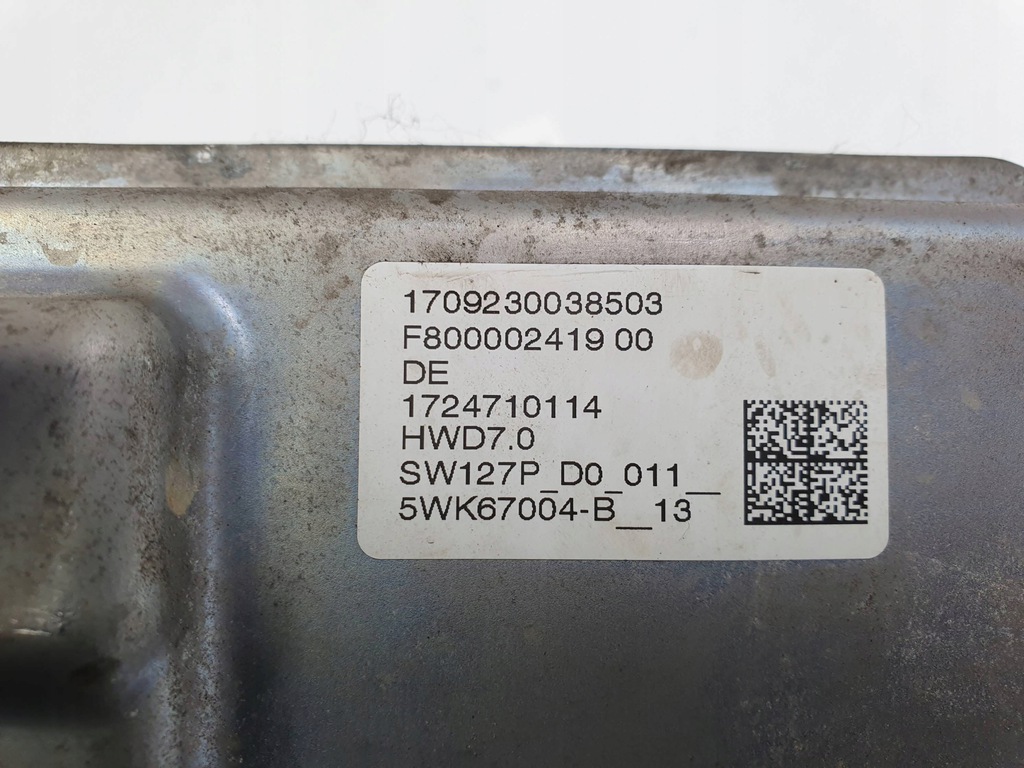 1709230038503
F800002419 00
DE
1724710114
HWD7.0
SW127P_D0_011__
5WK67004-B__13